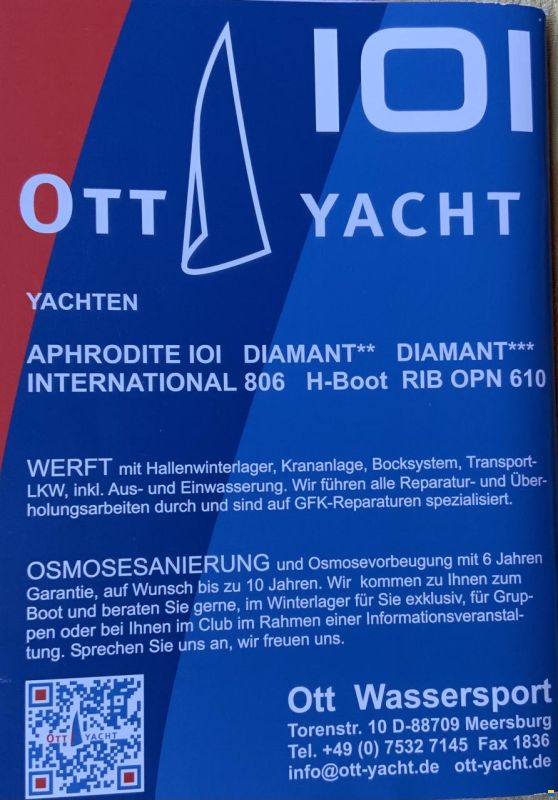 IOI
OTT YACHT
YACHTEN
APHRODITE IOI DIAMANT** DIAMANT***
INTERNATIONAL 806 H-Boot RIB OPN 610
WERFT mit Hallenwinterlager, Krananlage, Bocksystem, Transport-
LKW, inkl. Aus- und Einwasserung. Wir führen alle Reparatur- und Über-
holungsarbeiten durch und sind auf GFK-Reparaturen spezialisiert.
OSMOSESANIERUNG und Osmosevorbeugung mit 6 Jahren
Garantie, auf Wunsch bis zu 10 Jahren. Wir kommen zu Ihnen zum
Boot und beraten Sie gerne, im Winterlager für Sie exklusiv, für Grup-
pen oder bei Ihnen im Club im Rahmen einer Informationsveranstal-
tung. Sprechen Sie uns an, wir freuen uns.
OTT YACHT
Ott Wassersport
Torenstr. 10 D-88709 Meersburg
Tel. +49 (0) 7532 7145 Fax 1836
info@ott-yacht.de ott-yacht.de